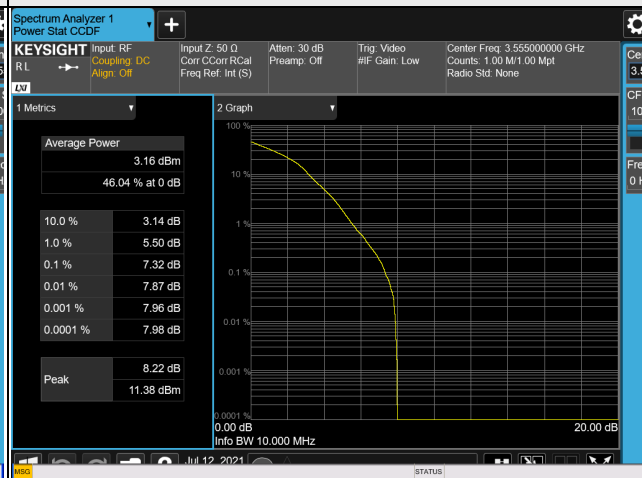 Spectrum Analyzer 1
Power Stat CCDF
KEYSIGHT
RL
LXI
Input: RF
Coupling: DC
Align: Off
Input Z: 50 Ω
Corr CCorr RCal
Freq Ref: Int (S)
Atten: 30 dB
Preamp: Off
Trig: Video
#IF Gain: Low
Center Freq: 3.555000000 GHz
Counts: 1.00 M/1.00 Mpt
Radio Std: None
1 Metrics
Average Power
3.16 dBm
46.04 % at 0 dB
10.0 % 3.14 dB
1.0 % 5.50 dB
0.1 % 7.32 dB
0.01 % 7.87 dB
0.001 % 7.96 dB
0.0001 % 7.98 dB
Peak
8.22 dB
11.38 dBm
2 Graph
100 %
10 %
1 %
0.1 %
0.01 %
0.001 %
0.0001 %
0.00 dB 20.00 dB
Info BW 10.000 MHz
Jul 12, 2021
MSG STATUS